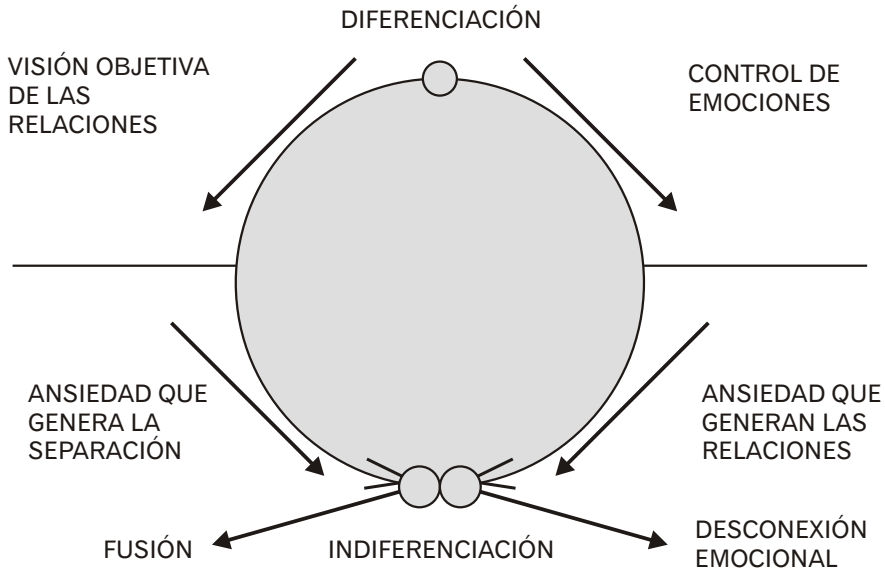 DIFERENCIACIÓN
VISIÓN OBJETIVA
DE LAS
RELACIONES
CONTROL DE
EMOCIONES
ANSIEDAD QUE
GENERA LA
SEPARACIÓN
ANSIEDAD QUE
GENERAN LAS
RELACIONES
FUSIÓN
INDIFERENCIACIÓN
DESCONEXIÓN
EMOCIONAL